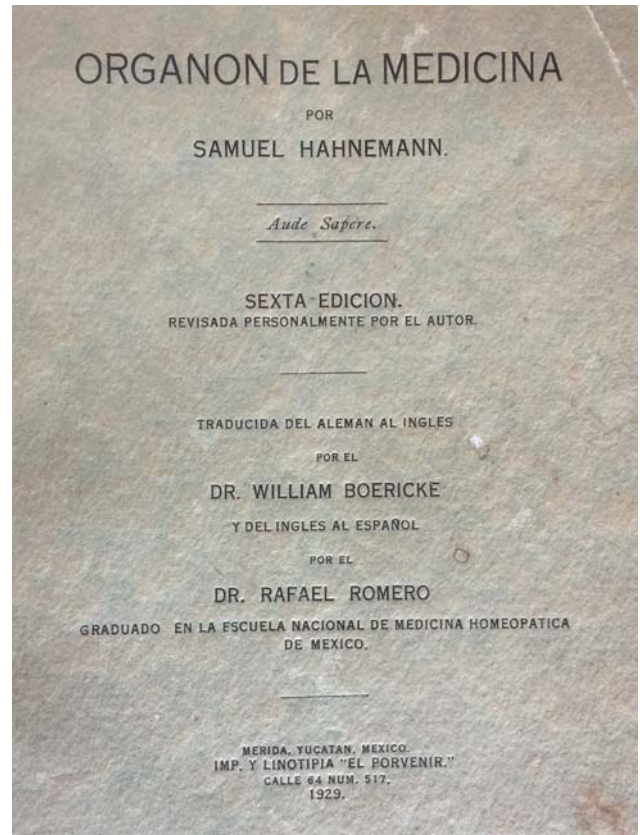 ORGANON DE LA MEDICINA
POR
SAMUEL HAHNEMANN.
Aude Sapere.
SEXTA EDICION.
REVISADA PERSONALMENTE POR EL AUTOR.
TRADUCIDA DEL ALEMAN AL INGLES
POR EL
DR. WILLIAM BOERICKE
Y DEL INGLES AL ESPAÑOL
POR EL
DR. RAFAEL ROMERO
GRADUADO EN LA ESCUELA NACIONAL DE MEDICINA HOMEOPATICA
DE MEXICO.
MERIDA, YUCATAN, MEXICO.
IMP. Y LINOTIPIA "EL PORVENIR."
CALLE 64 NUM. 517.
1929.